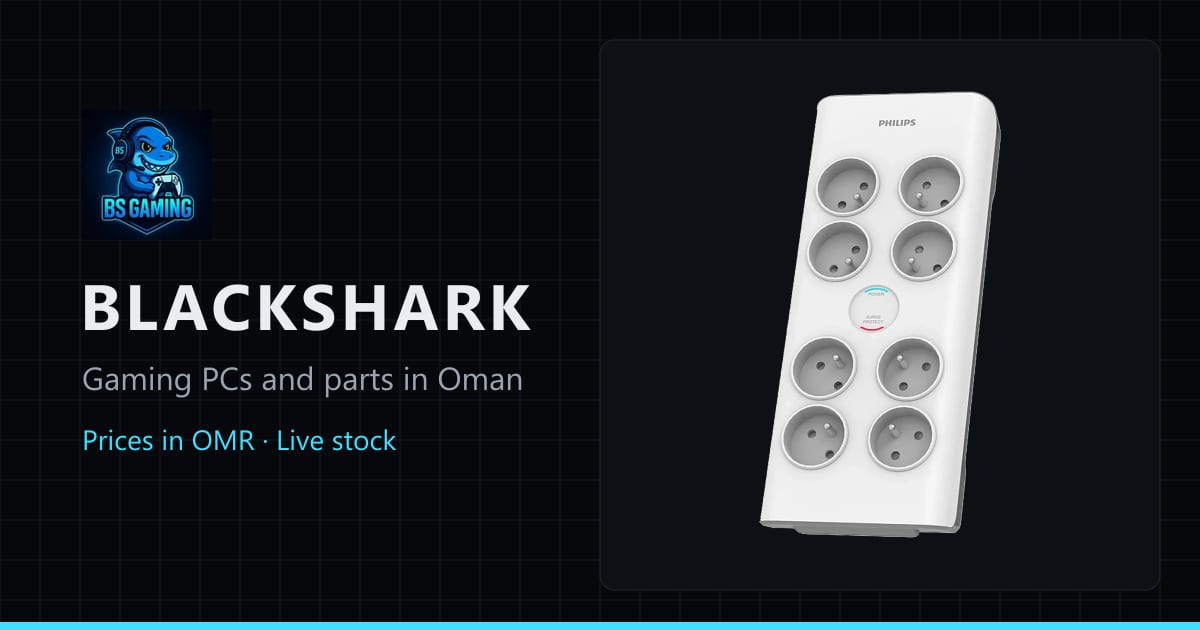 BS
BS GAMING
BLACKSHARK
Gaming PCs and parts in Oman
Prices in OMR · Live stock
PHILIPS
POWER
SURGE
PROTECT